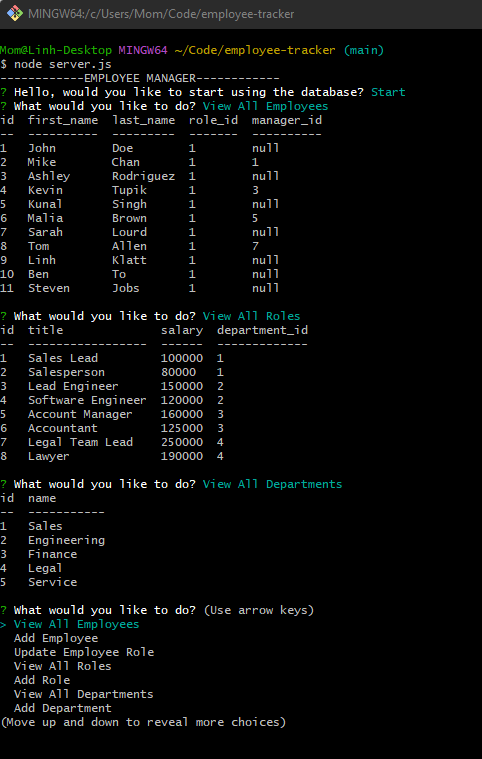 MINGW64:/c/Users/Mom/Code/employee-tracker
Mom@Linh-Desktop MINGW64 ~/Code/employee-tracker (main)
$ node server.js
------------EMPLOYEE MANAGER------------
? Hello, would you like to start using the database? Start
? What would you like to do? View All Employees
id  first_name  last_name  role_id  manager_id
--  ----------  ---------  -------  ----------
1   John        Doe        1        null
2   Mike        Chan       1        1
3   Ashley      Rodriguez  1        null
4   Kevin       Tupik      1        3
5   Kunal       Singh      1        null
6   Malia       Brown      1        5
7   Sarah       Lourd      1        null
8   Tom         Allen      1        7
9   Linh        Klatt      1        null
10  Ben         To         1        null
11  Steven      Jobs       1        null
? What would you like to do? View All Roles
id  title              salary  department_id
--  -----------------  ------  -------------
1   Sales Lead         100000  1
2   Salesperson        80000   1
3   Lead Engineer      150000  2
4   Software Engineer  120000  2
5   Account Manager    160000  3
6   Accountant         125000  3
7   Legal Team Lead    250000  4
8   Lawyer             190000  4
? What would you like to do? View All Departments
id  name
--  -----------
1   Sales
2   Engineering
3   Finance
4   Legal
5   Service
? What would you like to do? (Use arrow keys)
> View All Employees
  Add Employee
  Update Employee Role
  View All Roles
  Add Role
  View All Departments
  Add Department
(Move up and down to reveal more choices)